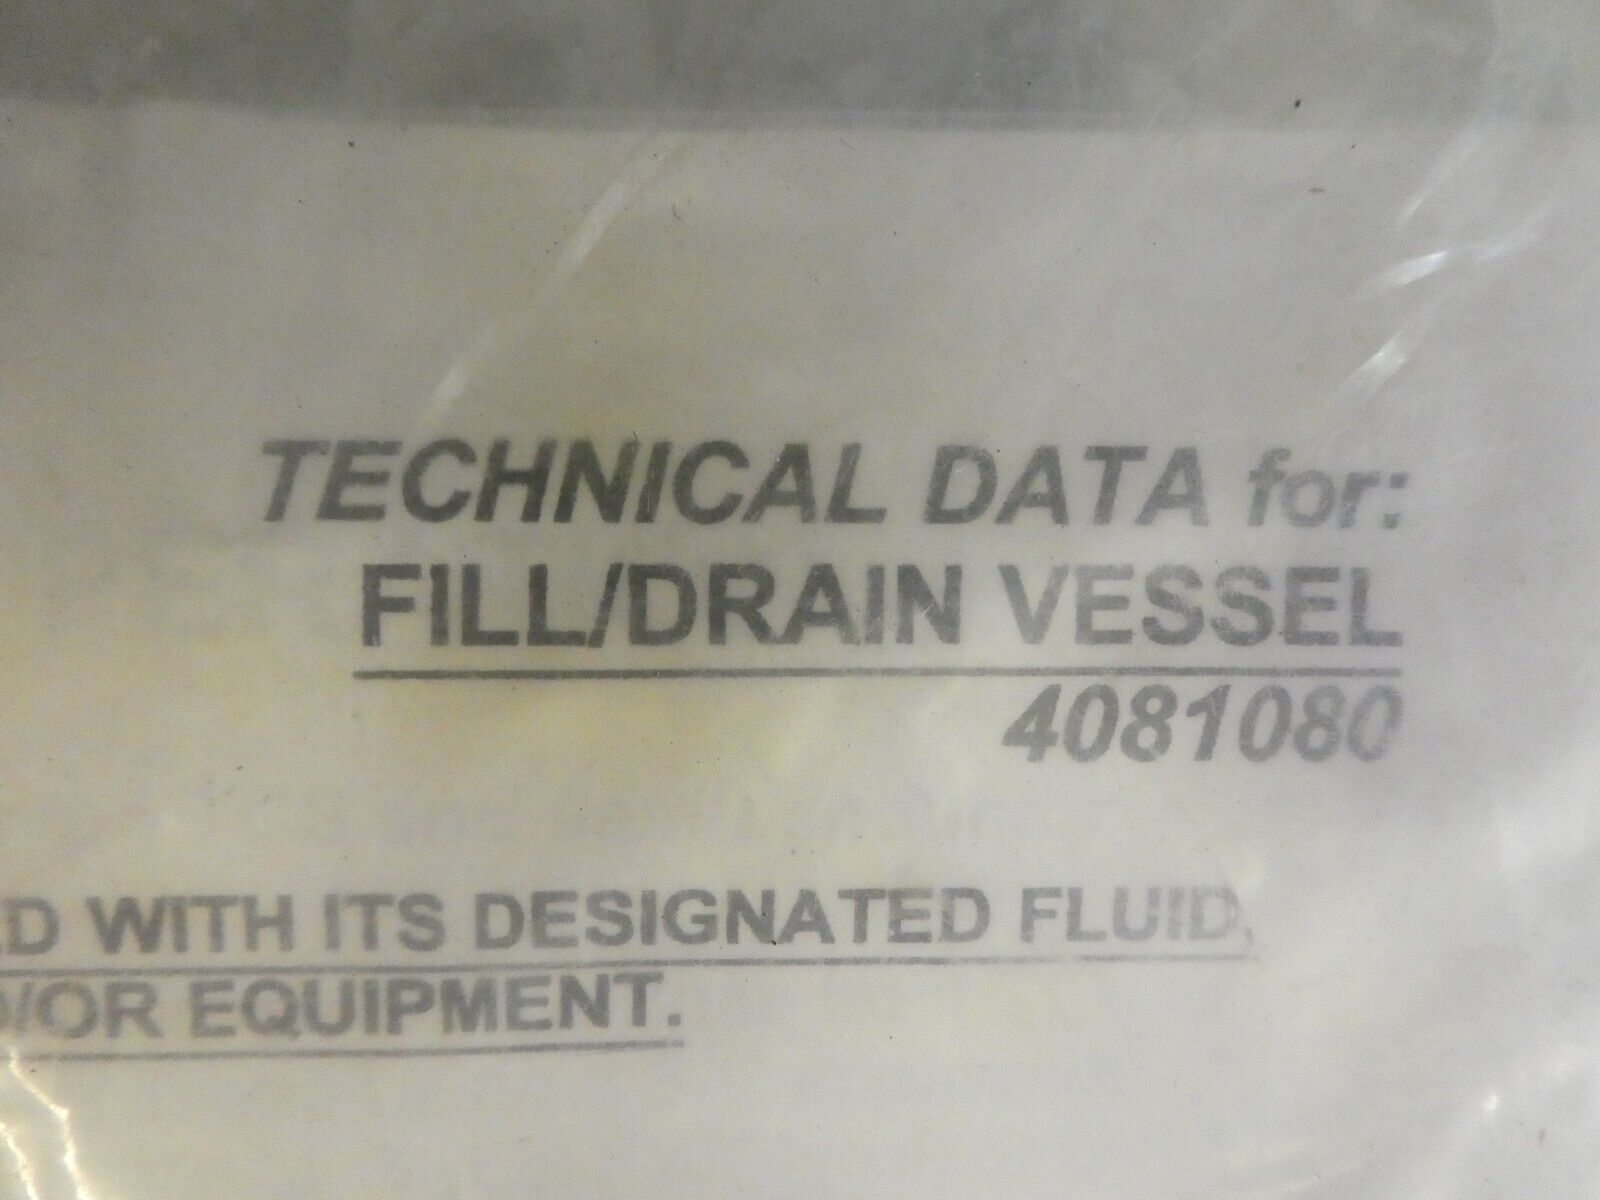 TECHNICAL DATA for:
FILL/DRAIN VESSEL
4081080
WITH ITS DESIGNATED FLUID,
/OR EQUIPMENT.